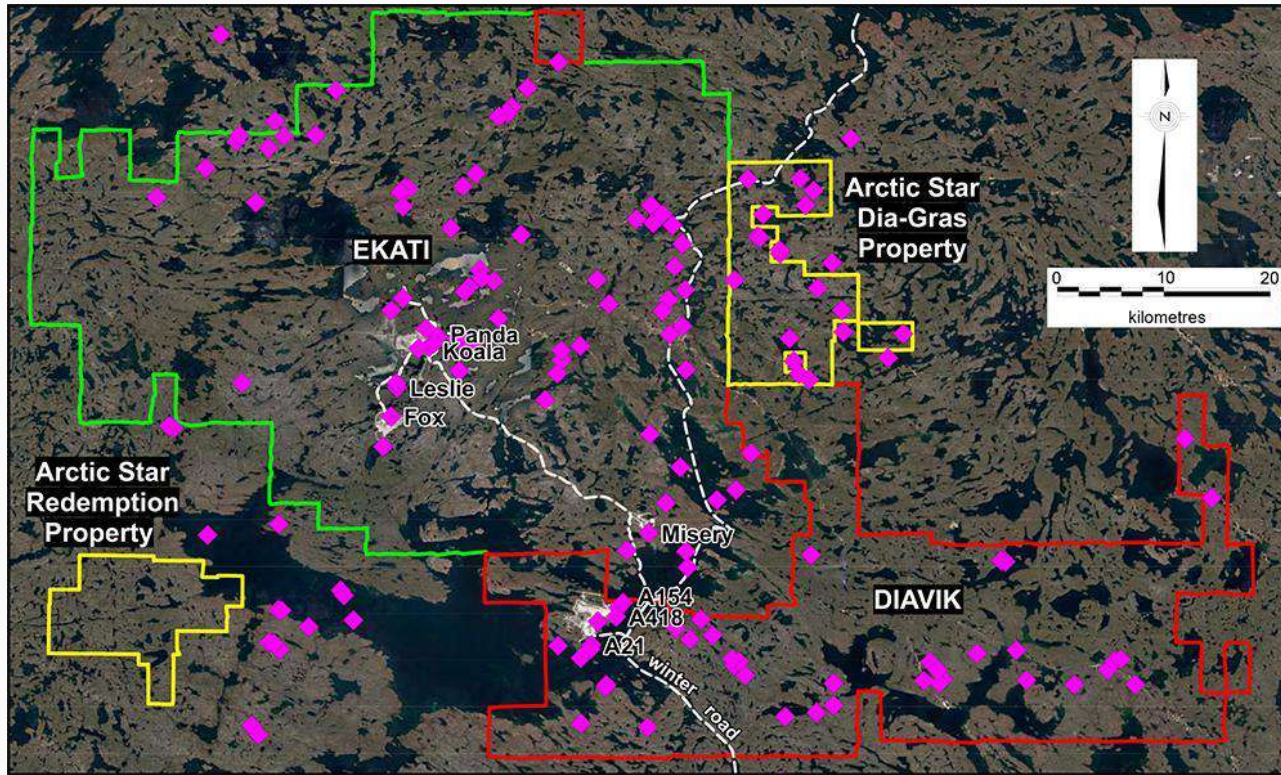 N
Arctic Star
Dia-Gras
Property
0 10 20
kilometres
EKATI
Panda
Koala
Leslie
Fox
Arctic Star
Redemption
Property
Misery
DIAVIK
A154
A418
A21
winter
road